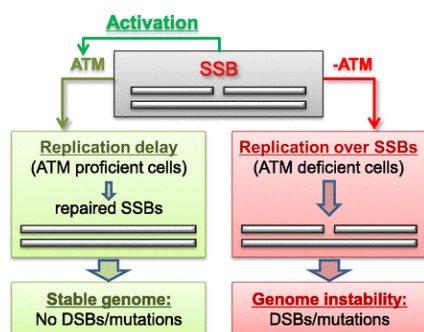 Activation
ATM
SSB
-ATM
Replication delay
(ATM proficient cells)
repaired SSBs
Replication over SSBs
(ATM deficient cells)
Stable genome:
No DSBs/mutations
Genome instability:
DSBs/mutations